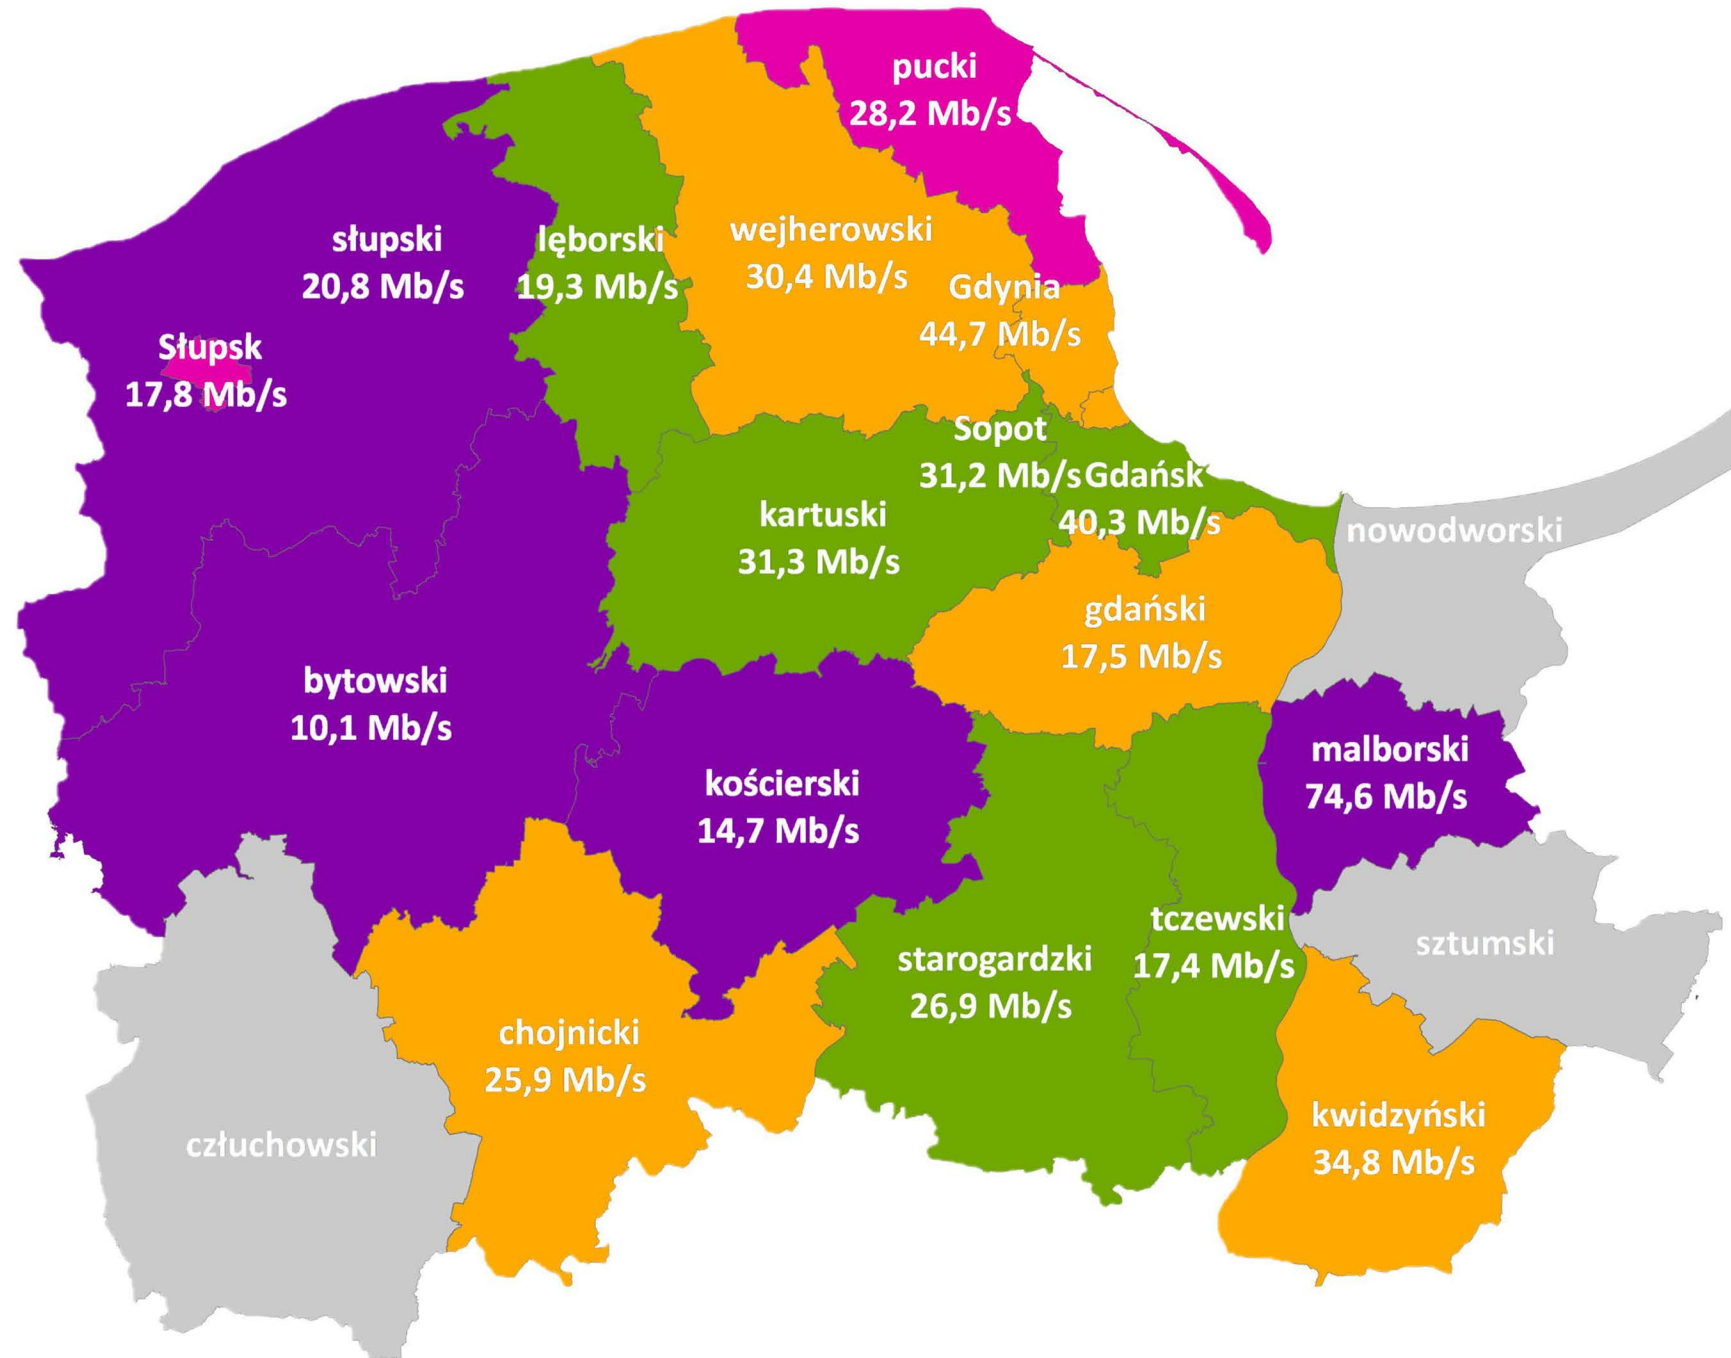 pucki
28,2 Mb/s
wejherowski
30,4 Mb/s
słupski
20,8 Mb/s
lęborski
19,3 Mb/s
Gdynia
44,7 Mb/s
Słupsk
17,8 Mb/s
Sopot
31,2 Mb/s
Gdańsk
40,3 Mb/s
kartuski
31,3 Mb/s
nowodworski
gdański
17,5 Mb/s
bytowski
10,1 Mb/s
malborski
74,6 Mb/s
kościerski
14,7 Mb/s
tczewski
17,4 Mb/s
sztumski
starogardzki
26,9 Mb/s
chojnicki
25,9 Mb/s
kwidzyński
34,8 Mb/s
człuchowski